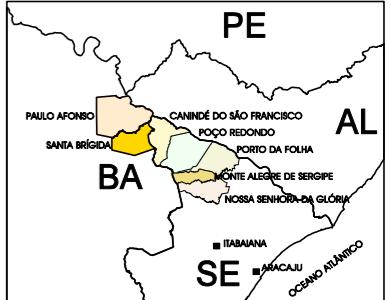 PE
PAULO AFONSO
CANINDÉ DO SÃO FRANCISCO
AL
POÇO REDONDO
SANTA BRÍGIDA
PORTO DA FOLHA
BA
MONTE ALEGRE DE SERGIPE
NOSSA SENHORA DA GLÓRIA
ITABAIANA
OCEANO ATLÂNTICO
SE
ARACAJU